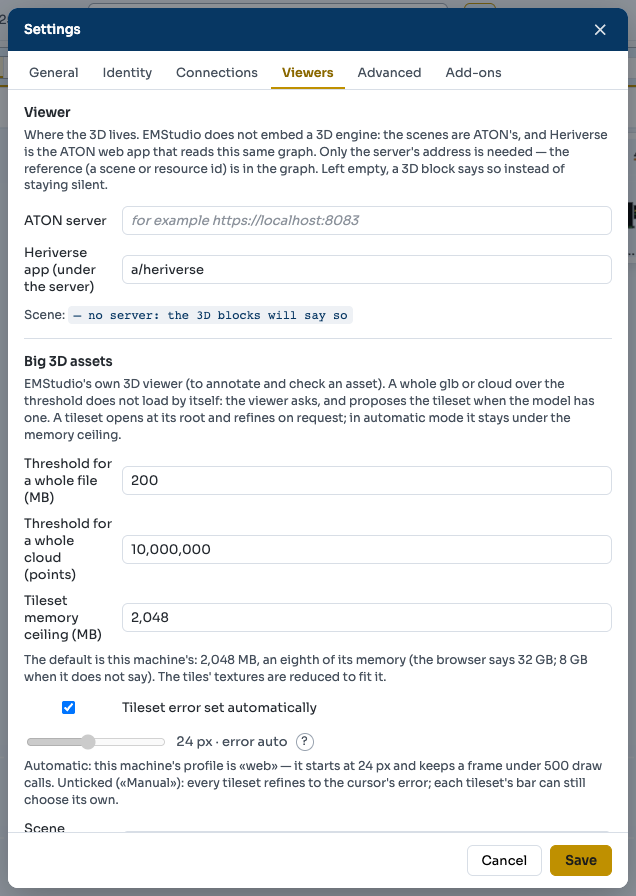 Settings
General Identity Connections Viewers Advanced Add-ons
Viewer
Where the 3D lives. EMStudio does not embed a 3D engine: the scenes are ATON's, and Heriverse
is the ATON web app that reads this same graph. Only the server's address is needed — the
reference (a scene or resource id) is in the graph. Left empty, a 3D block says so instead of
staying silent.
ATON server
for example https://localhost:8083
Heriverse
app (under
the server)
a/heriverse
Scene: — no server: the 3D blocks will say so
Big 3D assets
EMStudio's own 3D viewer (to annotate and check an asset). A whole glb or cloud over the
threshold does not load by itself: the viewer asks, and proposes the tileset when the model has
one. A tileset opens at its root and refines on request; in automatic mode it stays under the
memory ceiling.
Threshold for
a whole file
(MB)
200
Threshold for
a whole
cloud
(points)
10,000,000
Tileset
memory
ceiling (MB)
2,048
The default is this machine's: 2,048 MB, an eighth of its memory (the browser says 32 GB; 8 GB
when it does not say). The tiles' textures are reduced to fit it.
Tileset error set automatically
24 px · error auto ?
Automatic: this machine's profile is «web» — it starts at 24 px and keeps a frame under 500 draw
calls. Unticked («Manual»): every tileset refines to the cursor's error; each tileset's bar can still
choose its own.
Scene
Cancel Save